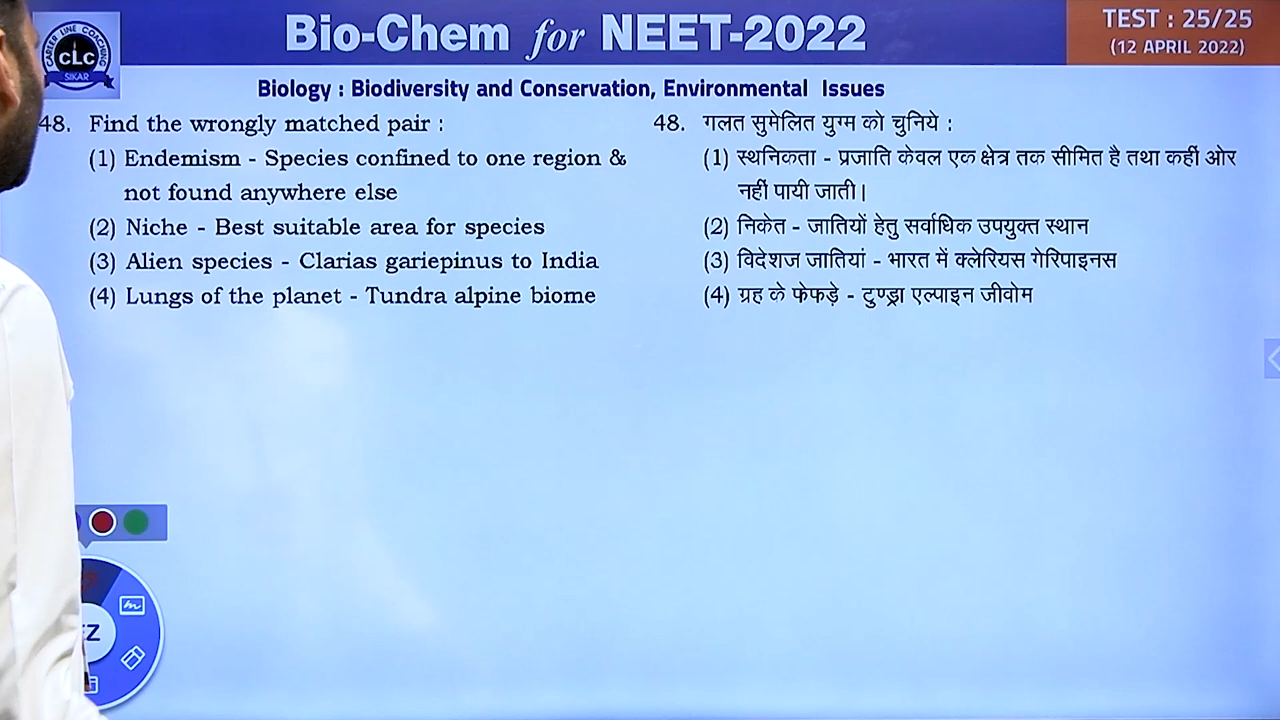 CAREER LINE COACHING
CLC
SIKAR
Bio-Chem for NEET-2022
TEST : 25/25
(12 APRIL 2022)
Biology : Biodiversity and Conservation, Environmental Issues
48. Find the wrongly matched pair :
(1) Endemism - Species confined to one region &
not found anywhere else
(2) Niche - Best suitable area for species
(3) Alien species - Clarias gariepinus to India
(4) Lungs of the planet - Tundra alpine biome
48. गलत सुमेलित युग्म को चुनिये :
(1) स्थनिकता - प्रजाति केवल एक क्षेत्र तक सीमित है तथा कहीं ओर
नहीं पायी जाती।
(2) निकेत - जातियों हेतु सर्वाधिक उपयुक्त स्थान
(3) विदेशज जातियां - भारत में क्लेरियस गेरिपाइनस
(4) ग्रह के फेफड़े - टुण्ड्रा एल्पाइन जीवोम